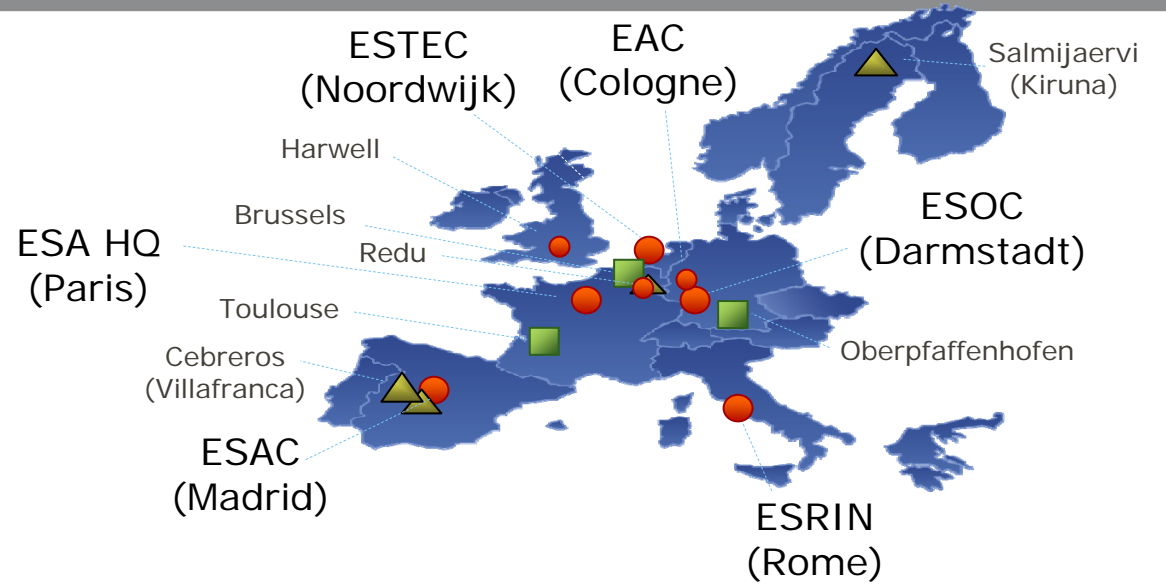 ESTEC
(Noordwijk)
EAC
(Cologne)
Salmijaervi
(Kiruna)
Harwell
Brussels
Redu
ESA HQ
(Paris)
ESOC
(Darmstadt)
Toulouse
Cebreros
(Villafranca)
Oberpfaffenhofen
ESAC
(Madrid)
ESRIN
(Rome)